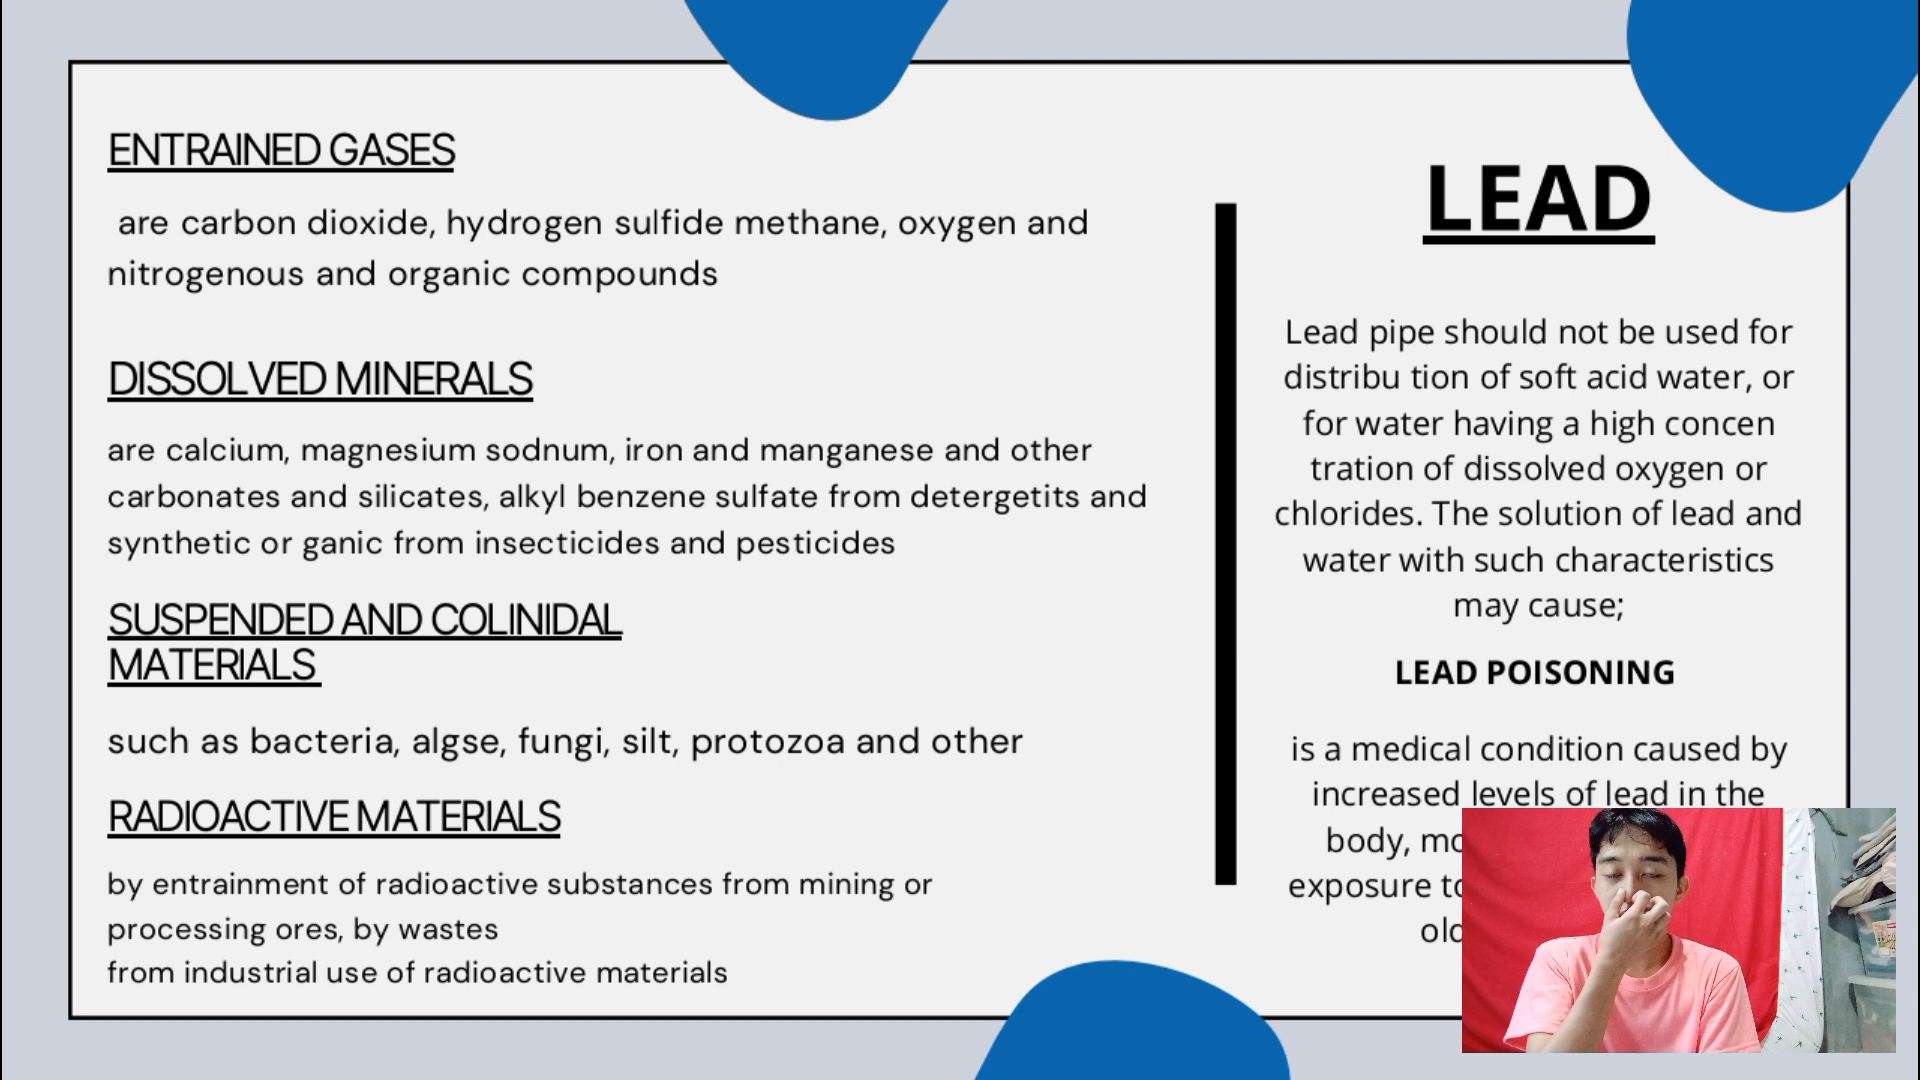 ENTRAINED GASES
are carbon dioxide, hydrogen sulfide methane, oxygen and
nitrogenous and organic compounds
DISSOLVED MINERALS
are calcium, magnesium sodnum, iron and manganese and other
carbonates and silicates, alkyl benzene sulfate from detergetits and
synthetic or ganic from insecticides and pesticides
SUSPENDED AND COLINIDAL
MATERIALS
such as bacteria, algse, fungi, silt, protozoa and other
RADIOACTIVE MATERIALS
by entrainment of radioactive substances from mining or
processing ores, by wastes
from industrial use of radioactive materials
LEAD
Lead pipe should not be used for
distribu tion of soft acid water, or
for water having a high concen
tration of dissolved oxygen or
chlorides. The solution of lead and
water with such characteristics
may cause;
LEAD POISONING
is a medical condition caused by
increased levels of lead in the
body,
exposure